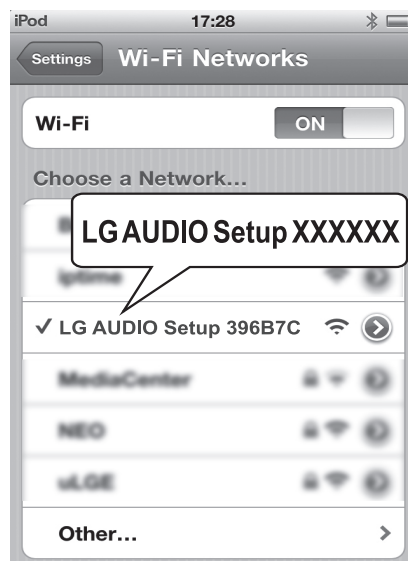 iPod 17:28
Settings Wi-Fi Networks
Wi-Fi ON
Choose a Network...
LG AUDIO Setup XXXXXX
iptime
LG AUDIO Setup 396B7C
MediaCenter
NEO
uLGE
Other...